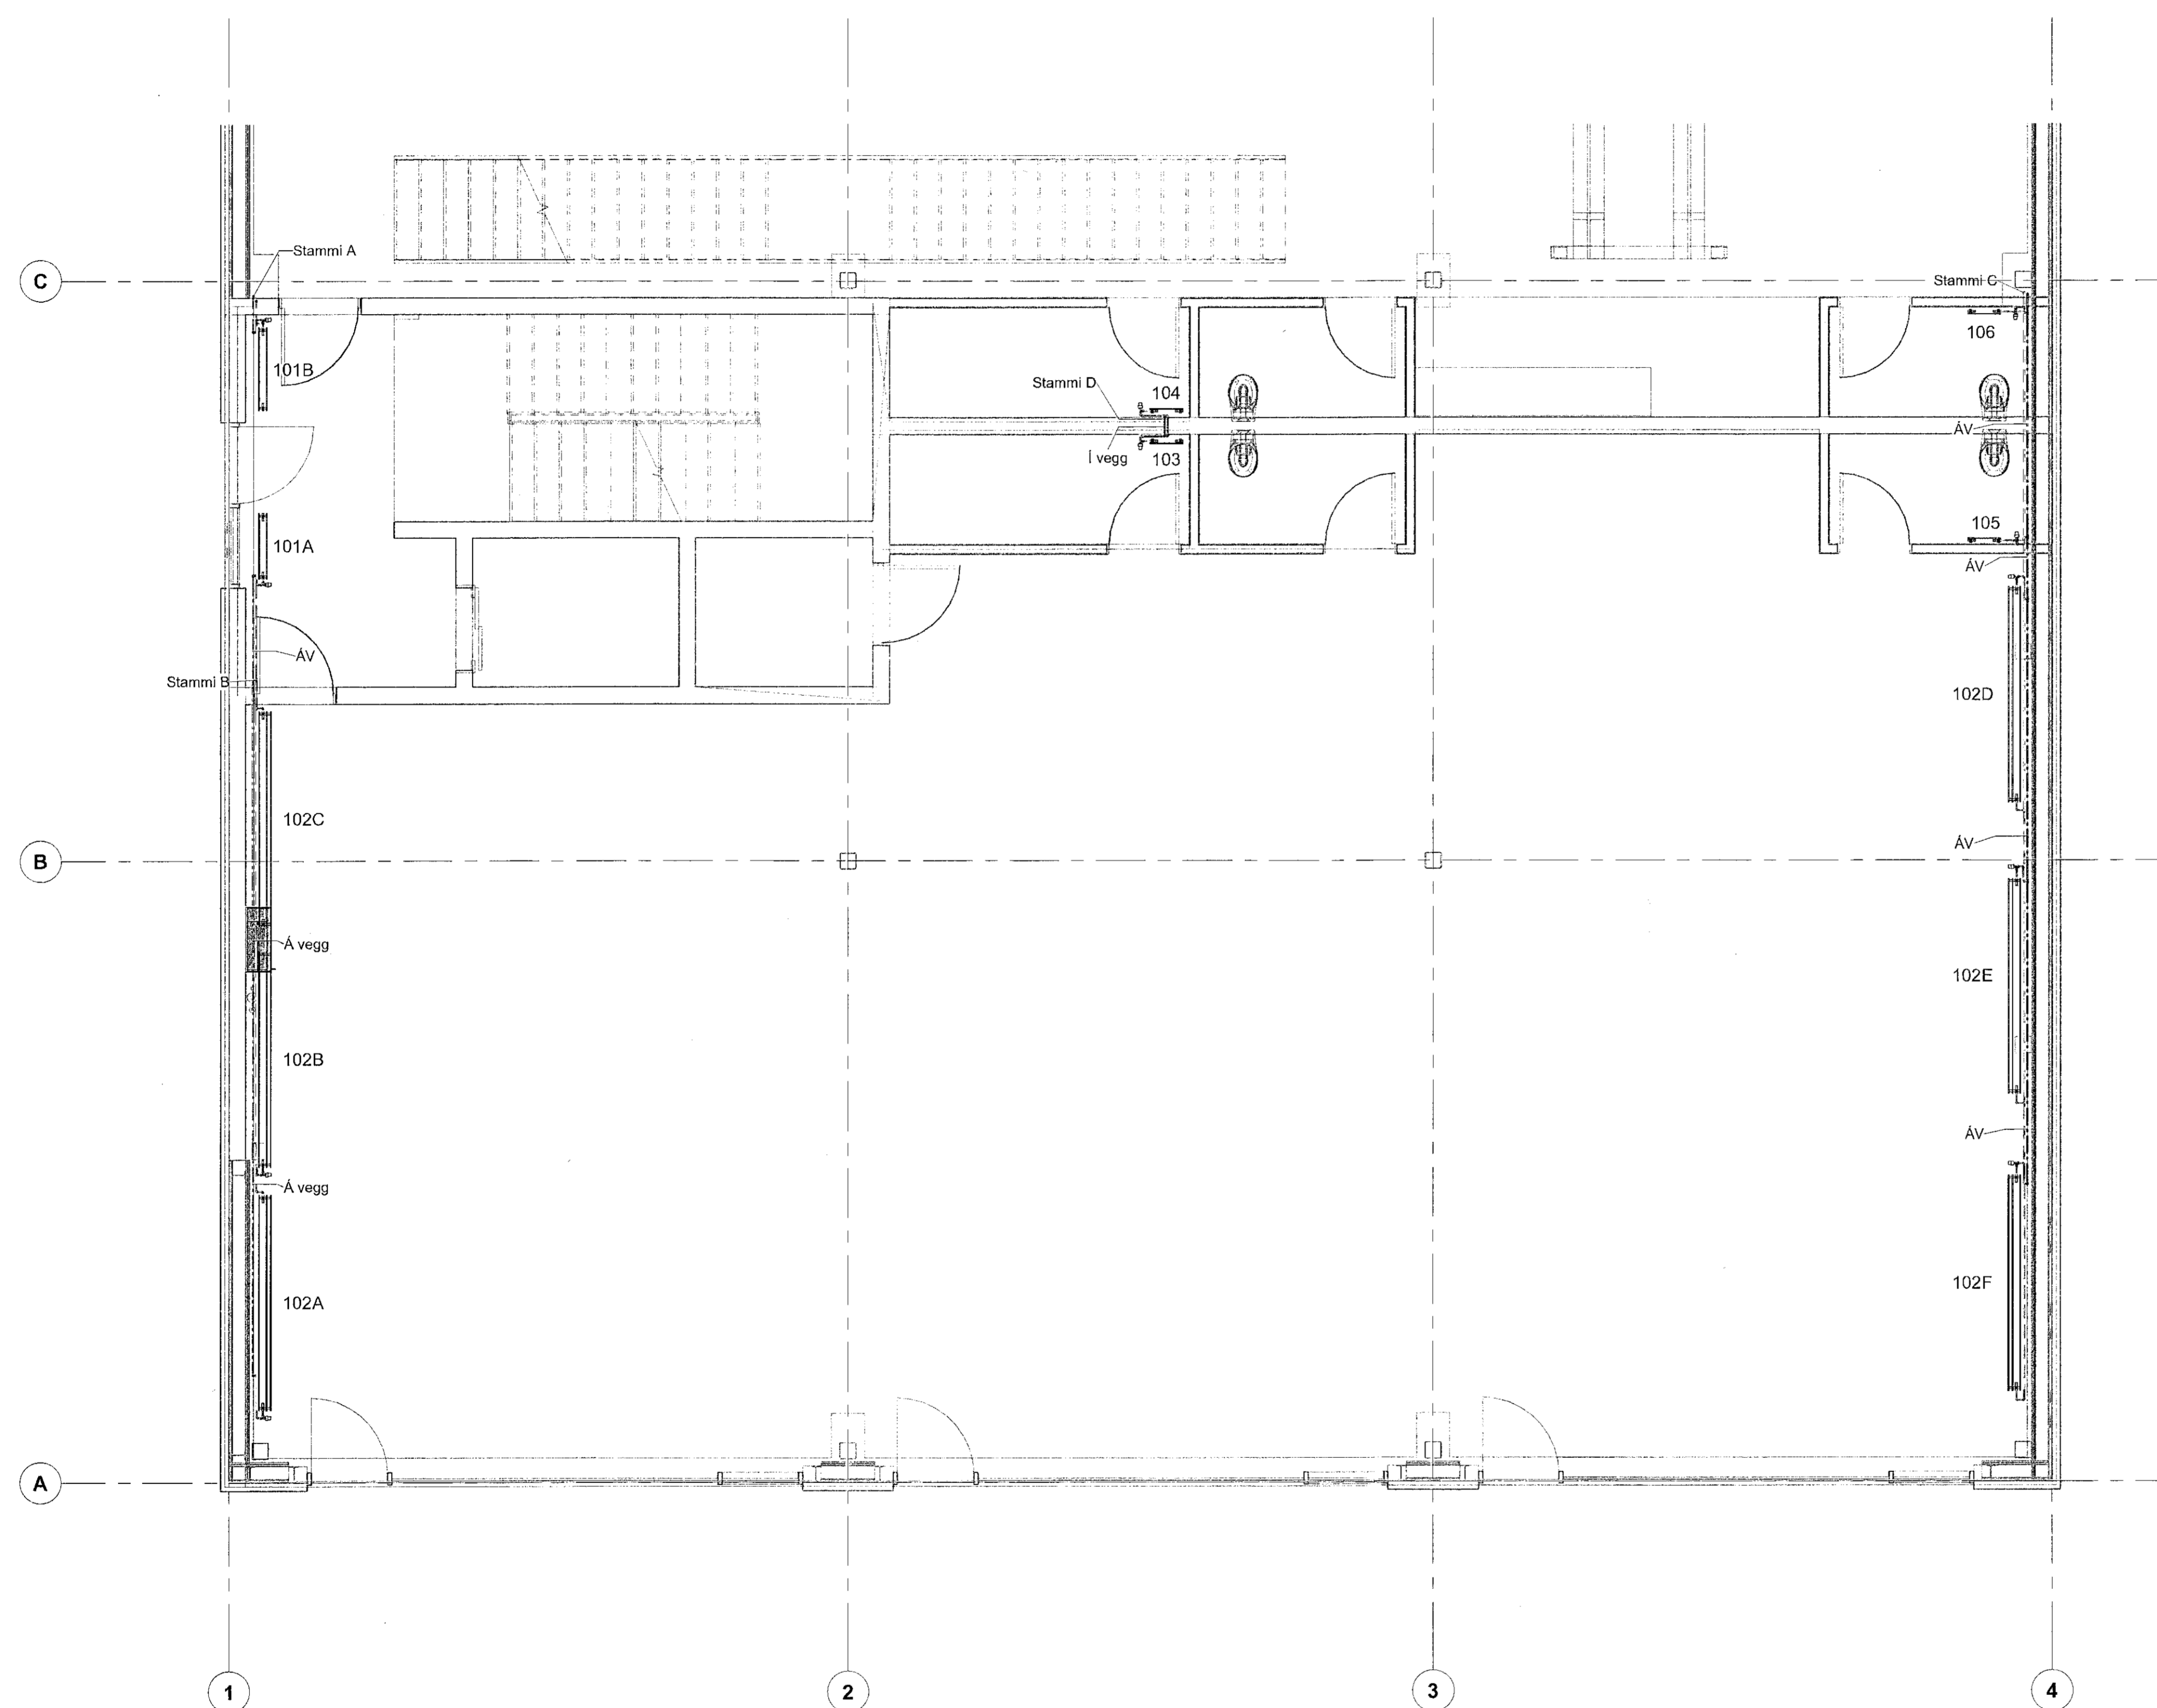 Stammi A
C
Stammi C
106
101B
Stammi D
104
ÁV
Í vegg
103
105
101A
ÁV
ÁV
Stammi B
102D
102C
ÁV
B
Á vegg
102E
102B
ÁV
Á vegg
102F
102A
A
1
2
3
4